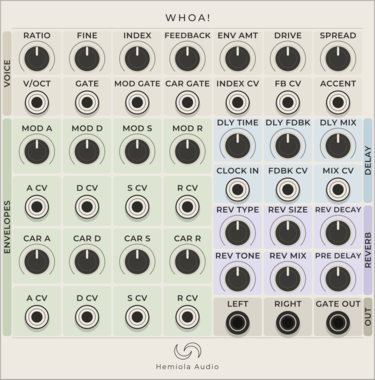 WHOA!
RATIO FINE INDEX FEEDBACK ENV AMT DRIVE SPREAD
VOICE
V/OCT GATE MOD GATE CAR GATE INDEX CV FB CV ACCENT
MOD A MOD D MOD S MOD R DLY TIME DLY FDBK DLY MIX
DELAY
A CV D CV S CV R CV CLOCK IN FDBK CV MIX CV
ENVELOPES
CAR A CAR D CAR S CAR R REV TYPE REV SIZE REV DECAY
REVERB
REV TONE REV MIX PRE DELAY
A CV D CV S CV R CV LEFT RIGHT GATE OUT
OUT
Hemiola Audio